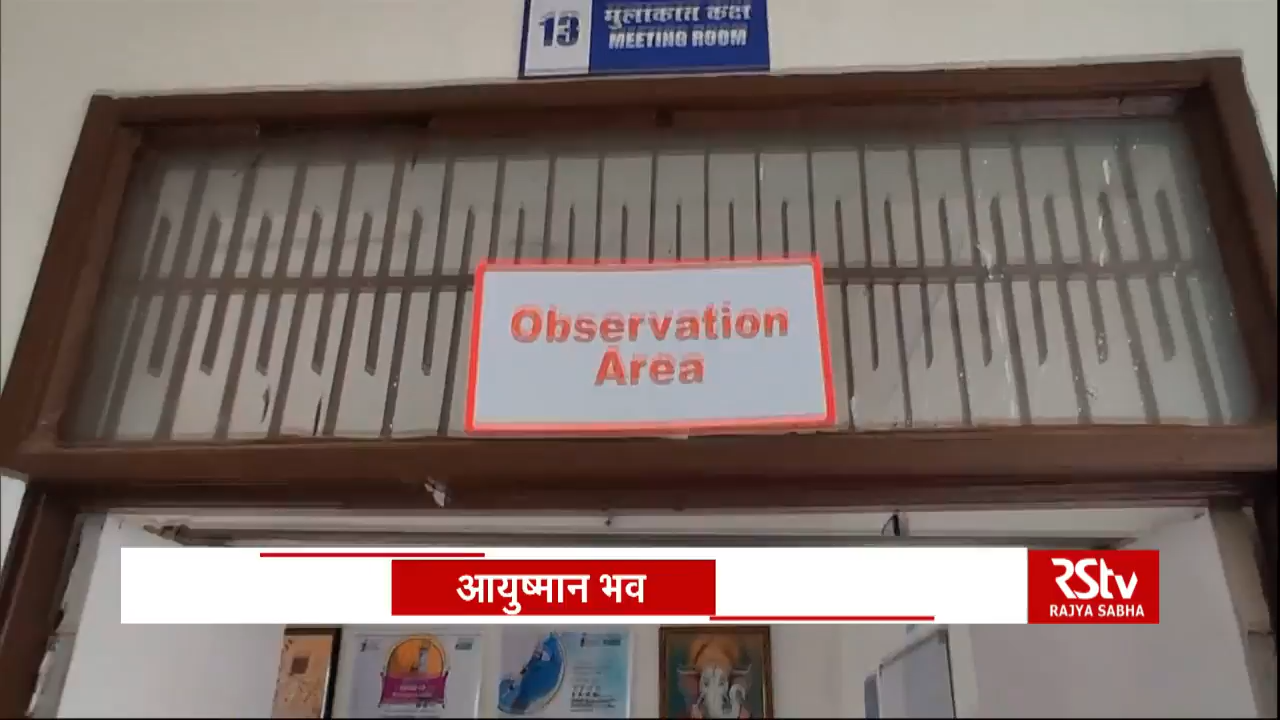 13
मुलाकात कक्ष
MEETING ROOM
Observation
Area
आयुष्मान भव
RStv
RAJYA SABHA